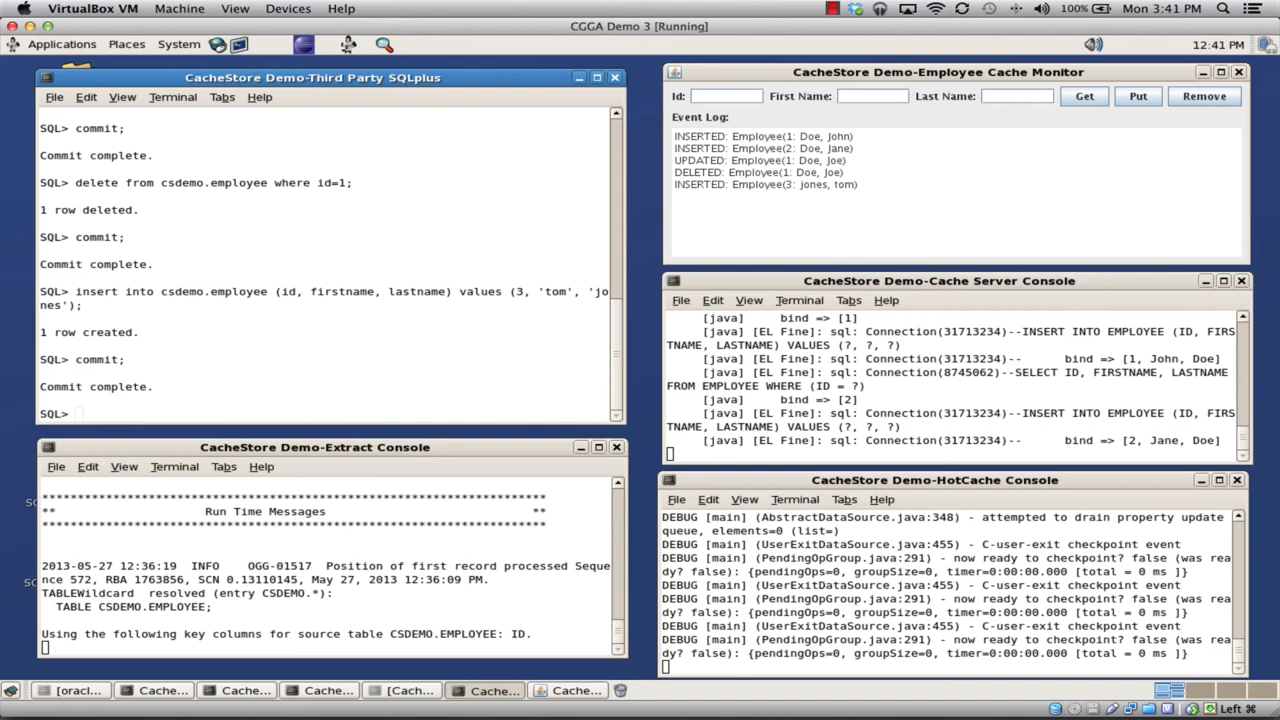 VirtualBox VM Machine View Devices Help 100% Mon 3:41 PM
CGGA Demo 3 [Running]
Applications Places System 12:41 PM
CacheStore Demo-Third Party SQLplus
File Edit View Terminal Tabs Help
SQL> commit;
Commit complete.
SQL> delete from csdemo.employee where id=1;
1 row deleted.
SQL> commit;
Commit complete.
SQL> insert into csdemo.employee (id, firstname, lastname) values (3, 'tom', 'jo
nes');
1 row created.
SQL> commit;
Commit complete.
SQL>
CacheStore Demo-Employee Cache Monitor
Id: First Name: Last Name: Get Put Remove
Event Log:
INSERTED: Employee(1: Doe, John)
INSERTED: Employee(2: Doe, Jane)
UPDATED: Employee(1: Doe, Joe)
DELETED: Employee(1: Doe, Joe)
INSERTED: Employee(3: jones, tom)
CacheStore Demo-Cache Server Console
File Edit View Terminal Tabs Help
[java] bind => [1]
[java] [EL Fine]: sql: Connection(31713234)--INSERT INTO EMPLOYEE (ID, FIRS
TNAME, LASTNAME) VALUES (?, ?, ?)
[java] [EL Fine]: sql: Connection(31713234)-- bind => [1, John, Doe]
[java] [EL Fine]: sql: Connection(8745062)--SELECT ID, FIRSTNAME, LASTNAME
FROM EMPLOYEE WHERE (ID = ?)
[java] bind => [2]
[java] [EL Fine]: sql: Connection(31713234)--INSERT INTO EMPLOYEE (ID, FIRS
TNAME, LASTNAME) VALUES (?, ?, ?)
[java] [EL Fine]: sql: Connection(31713234)-- bind => [2, Jane, Doe]
CacheStore Demo-Extract Console
File Edit View Terminal Tabs Help
***********************************************************************
** Run Time Messages **
***********************************************************************
2013-05-27 12:36:19 INFO OGG-01517 Position of first record processed Seque
nce 572, RBA 1763856, SCN 0.13110145, May 27, 2013 12:36:09 PM.
TABLEWildcard resolved (entry CSDEMO.*):
TABLE CSDEMO.EMPLOYEE;
Using the following key columns for source table CSDEMO.EMPLOYEE: ID.
CacheStore Demo-HotCache Console
File Edit View Terminal Tabs Help
DEBUG [main] (AbstractDataSource.java:348) - attempted to drain property update
queue, elements=0 (list=)
DEBUG [main] (UserExitDataSource.java:455) - C-user-exit checkpoint event
DEBUG [main] (PendingOpGroup.java:291) - now ready to checkpoint? false (was rea
dy? false): {pendingOps=0, groupSize=0, timer=0:00:00.000 [total = 0 ms ]}
DEBUG [main] (UserExitDataSource.java:455) - C-user-exit checkpoint event
DEBUG [main] (PendingOpGroup.java:291) - now ready to checkpoint? false (was rea
dy? false): {pendingOps=0, groupSize=0, timer=0:00:00.000 [total = 0 ms ]}
DEBUG [main] (UserExitDataSource.java:455) - C-user-exit checkpoint event
DEBUG [main] (PendingOpGroup.java:291) - now ready to checkpoint? false (was rea
dy? false): {pendingOps=0, groupSize=0, timer=0:00:00.000 [total = 0 ms ]}
[oracl... Cache... Cache... Cache... [Cach... Cache... Cache...
Left ⌘